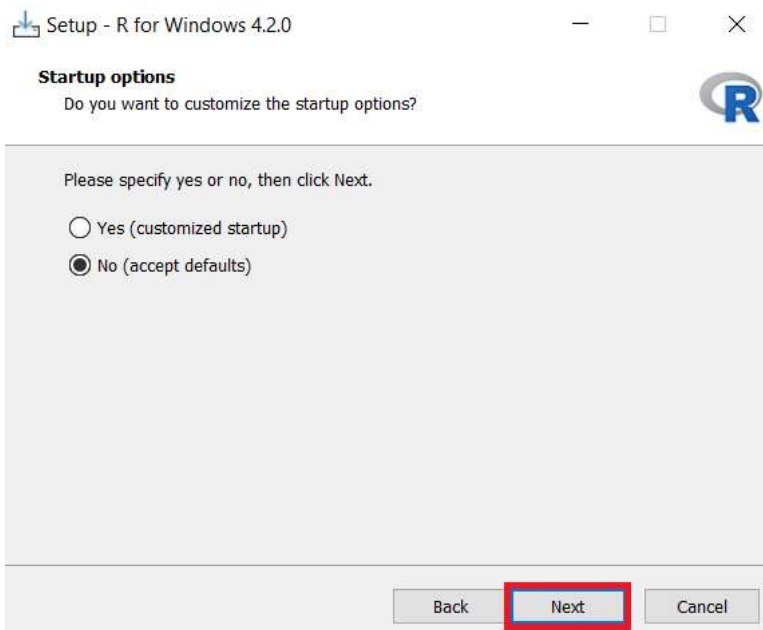 Setup - R for Windows 4.2.0
Startup options
Do you want to customize the startup options?
R
Please specify yes or no, then click Next.
Yes (customized startup)
No (accept defaults)
Back Next Cancel